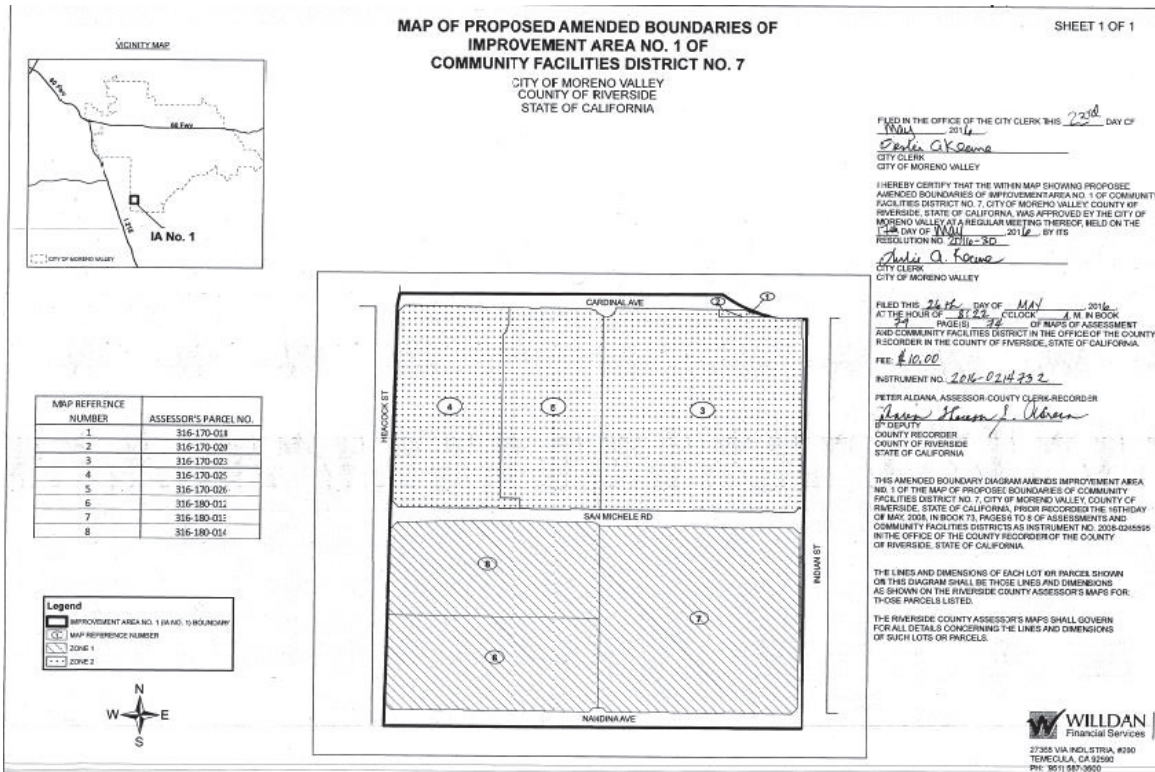 MAP OF PROPOSED AMENDED BOUNDARIES OF
IMPROVEMENT AREA NO. 1 OF
COMMUNITY FACILITIES DISTRICT NO. 7
CITY OF MORENO VALLEY
COUNTY OF RIVERSIDE
STATE OF CALIFORNIA
SHEET 1 OF 1
VICINITY MAP
60 Fwy
60 Fwy
I 215
IA No. 1
CITY OF MORENO VALLEY
FILED IN THE OFFICE OF THE CITY CLERK THIS 23rd DAY OF
May, 2016
CITY CLERK
CITY OF MORENO VALLEY
I HEREBY CERTIFY THAT THE WITHIN MAP SHOWING PROPOSED
AMENDED BOUNDARIES OF IMPROVEMENT AREA NO. 1 OF COMMUNITY
FACILITIES DISTRICT NO. 7, CITY OF MORENO VALLEY, COUNTY OF
RIVERSIDE, STATE OF CALIFORNIA, WAS APPROVED BY THE CITY OF
MORENO VALLEY AT A REGULAR MEETING THEREOF, HELD ON THE
17th DAY OF May, 2016, BY ITS
RESOLUTION NO. 2016-30
CITY CLERK
CITY OF MORENO VALLEY
FILED THIS 26th DAY OF MAY 2016
AT THE HOUR OF 8:22 O'CLOCK A.M. IN BOOK
79 PAGE(S) 74 OF MAPS OF ASSESSMENT
AND COMMUNITY FACILITIES DISTRICT IN THE OFFICE OF THE COUNTY
RECORDER IN THE COUNTY OF RIVERSIDE, STATE OF CALIFORNIA.
FEE: $10.00
INSTRUMENT NO. 2016-0214732
PETER ALDANA, ASSESSOR-COUNTY CLERK-RECORDER
BY DEPUTY
COUNTY RECORDER
COUNTY OF RIVERSIDE
STATE OF CALIFORNIA
THIS AMENDED BOUNDARY DIAGRAM AMENDS IMPROVEMENT AREA
NO. 1 OF THE MAP OF PROPOSED BOUNDARIES OF COMMUNITY
FACILITIES DISTRICT NO. 7, CITY OF MORENO VALLEY, COUNTY OF
RIVERSIDE, STATE OF CALIFORNIA, PRIOR RECORDED THE 16TH DAY
OF MAY, 2008, IN BOOK 73, PAGES 6 TO 8 OF ASSESSMENTS AND
COMMUNITY FACILITIES DISTRICTS AS INSTRUMENT NO.
IN THE OFFICE OF THE COUNTY RECORDER OF THE COUNTY
OF RIVERSIDE, STATE OF CALIFORNIA.
THE LINES AND DIMENSIONS OF EACH LOT OR PARCEL SHOWN
ON THIS DIAGRAM SHALL BE THOSE LINES AND DIMENSIONS
AS SHOWN ON THE RIVERSIDE COUNTY ASSESSOR'S MAPS FOR
THOSE PARCELS LISTED.
THE RIVERSIDE COUNTY ASSESSOR'S MAPS SHALL GOVERN
FOR ALL DETAILS CONCERNING THE LINES AND DIMENSIONS
OF SUCH LOTS OR PARCELS.
CARDINAL AVE
1
2
HEACOCK ST
4
5
3
SAN MICHELE RD
INDIAN ST
8
7
6
NANDINA AVE
MAP REFERENCE NUMBER ASSESSOR'S PARCEL NO.
1 316-170-018
2 316-170-020
3 316-170-023
4 316-170-025
5 316-170-026
6 316-180-012
7 316-180-013
8 316-180-014
Legend
IMPROVEMENT AREA NO. 1 (IA NO. 1) BOUNDARY
MAP REFERENCE NUMBER
ZONE 1
ZONE 2
N
W E
S
WILLDAN
Financial Services
27368 VIA INDUSTRIA, #200
TEMECULA, CA 92590
PH: (951) 587-3500